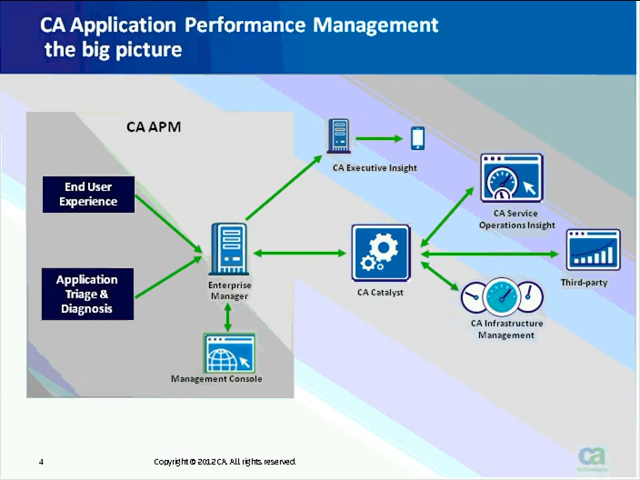 CA Application Performance Management
the big picture
CA APM
End User
Experience
Application
Triage &
Diagnosis
Enterprise
Manager
Management Console
CA Executive Insight
CA Catalyst
CA Service
Operations Insight
Third-party
CA Infrastructure
Management
4
Copyright © 2012 CA. All rights reserved.
ca
technologies